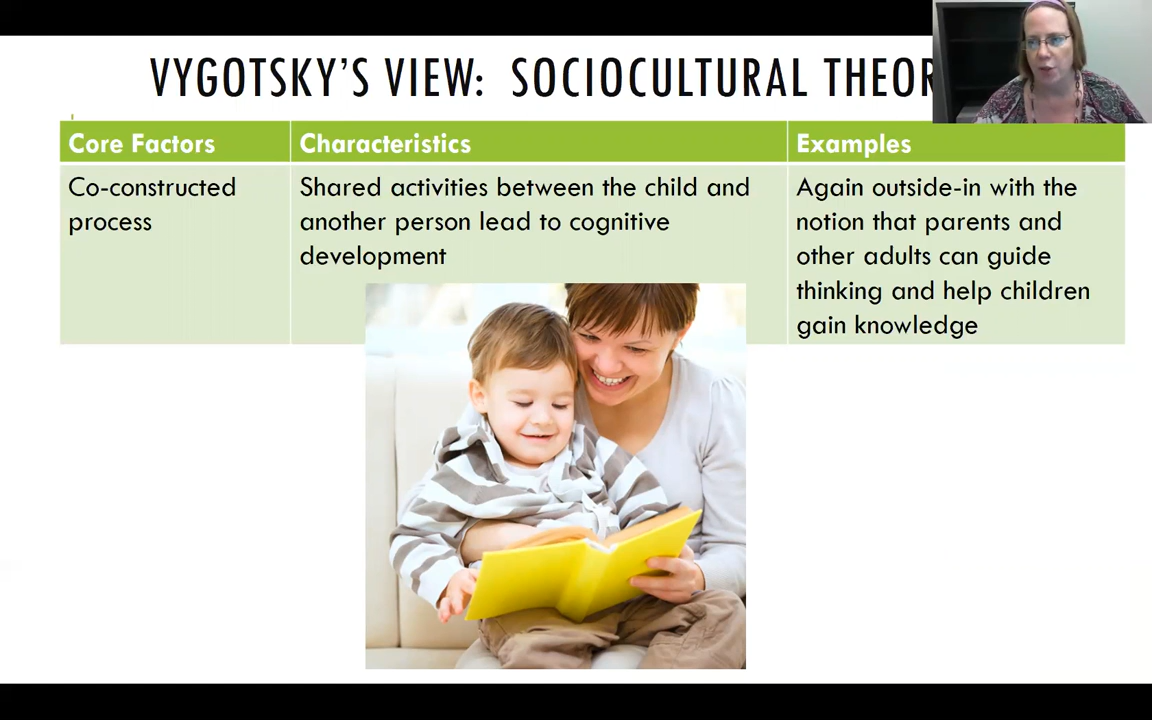 VYGOTSKY'S VIEW: SOCIOCULTURAL
Core Factors
Characteristics
Examples
Co-constructed
process
Shared activities between the child and
another person lead to cognitive
development
Again outside-in with the
notion that parents and
other adults can guide
thinking and help children
gain knowledge